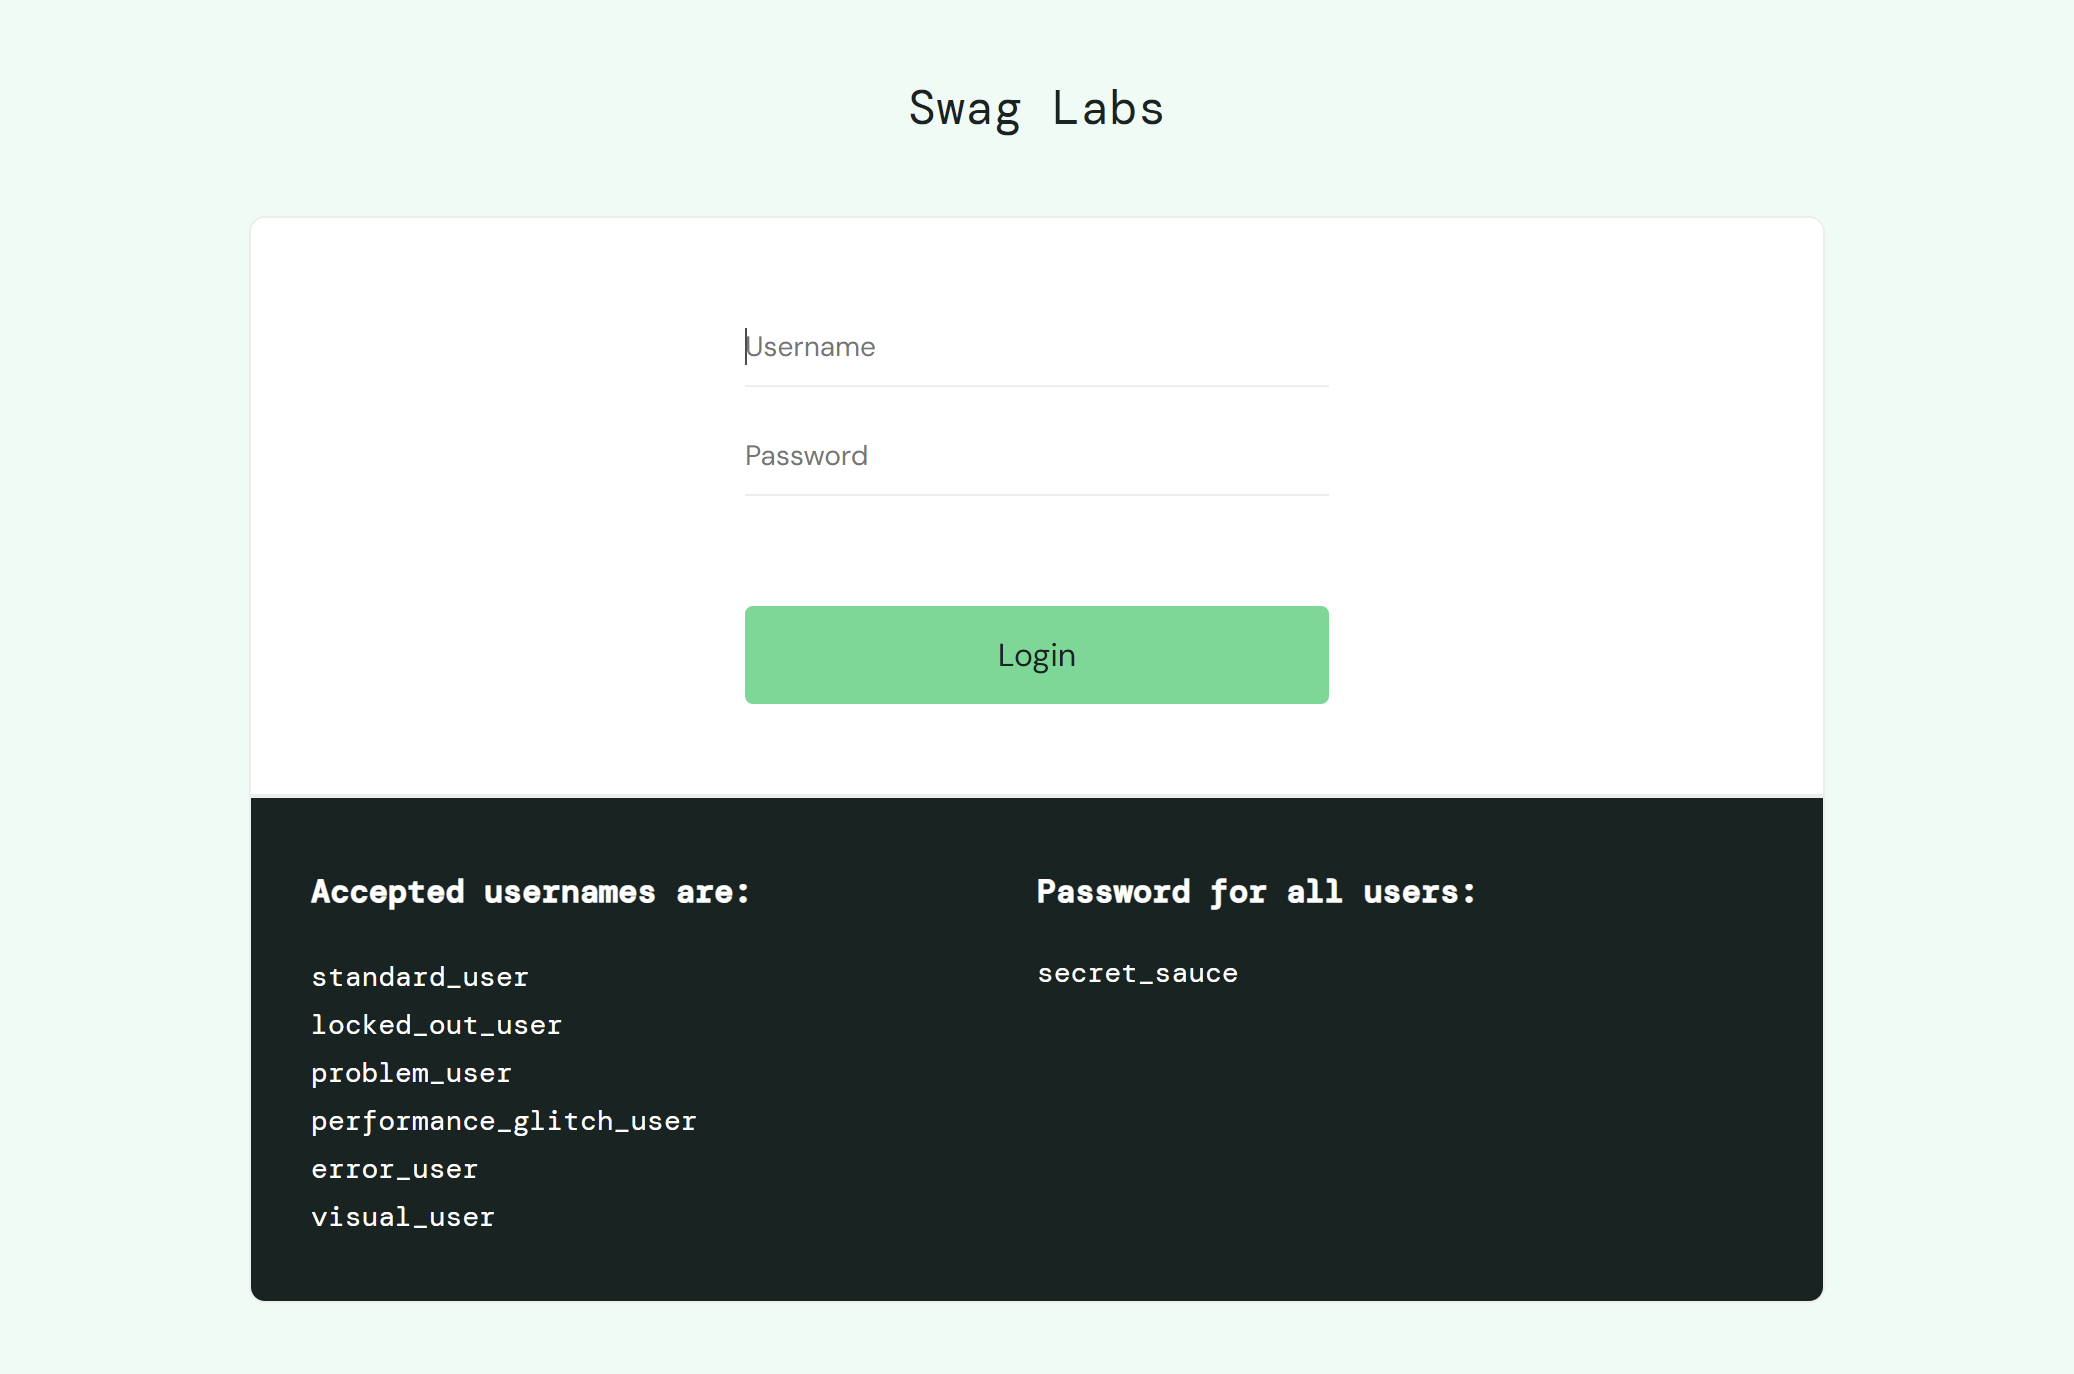 Swag Labs
Username
Password
Login
Accepted usernames are:
standard_user
locked_out_user
problem_user
performance_glitch_user
error_user
visual_user
Password for all users:
secret_sauce